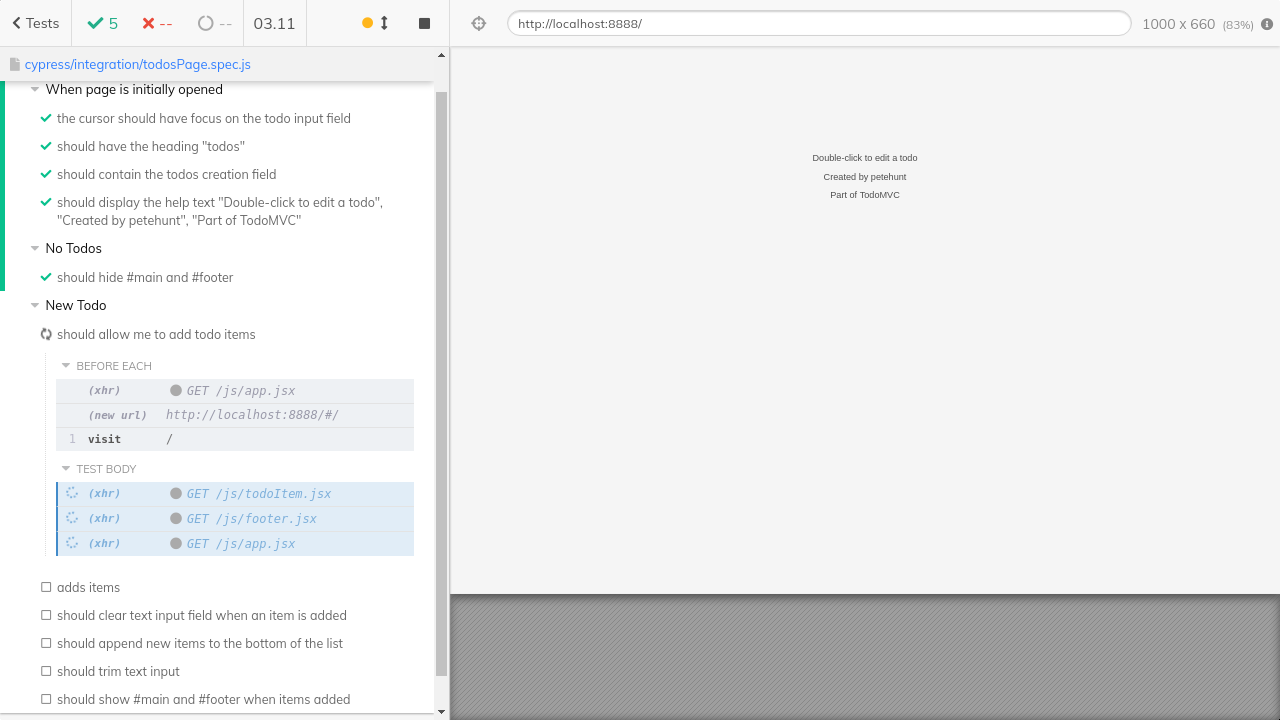 Tests
5
--
--
03.11
http://localhost:8888/
1000 x 660 (83%)
cypress/integration/todosPage.spec.js
When page is initially opened
the cursor should have focus on the todo input field
should have the heading "todos"
should contain the todos creation field
should display the help text "Double-click to edit a todo",
"Created by petehunt", "Part of TodoMVC"
No Todos
should hide #main and #footer
New Todo
should allow me to add todo items
BEFORE EACH
(xhr) GET /js/app.jsx
(new url) http://localhost:8888/#/
1 visit /
TEST BODY
(xhr) GET /js/todoItem.jsx
(xhr) GET /js/footer.jsx
(xhr) GET /js/app.jsx
adds items
should clear text input field when an item is added
should append new items to the bottom of the list
should trim text input
should show #main and #footer when items added
Double-click to edit a todo
Created by petehunt
Part of TodoMVC